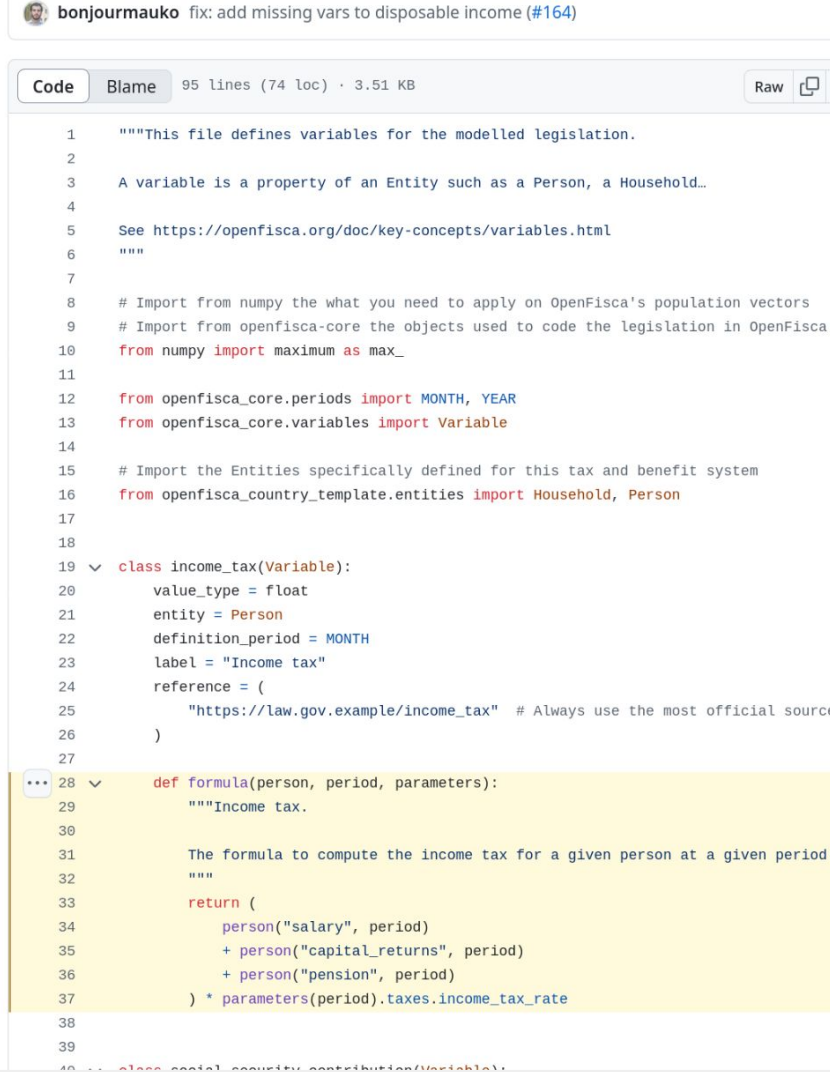 bonjourmauko fix: add missing vars to disposable income (#164)
Code Blame 95 lines (74 loc) · 3.51 KB Raw
1 """This file defines variables for the modelled legislation.
2
3 A variable is a property of an Entity such as a Person, a Household…
4
5 See https://openfisca.org/doc/key-concepts/variables.html
6 """
7
8 # Import from numpy the what you need to apply on OpenFisca's population vectors
9 # Import from openfisca-core the objects used to code the legislation in OpenFisca
10 from numpy import maximum as max_
11
12 from openfisca_core.periods import MONTH, YEAR
13 from openfisca_core.variables import Variable
14
15 # Import the Entities specifically defined for this tax and benefit system
16 from openfisca_country_template.entities import Household, Person
17
18
19 class income_tax(Variable):
20     value_type = float
21     entity = Person
22     definition_period = MONTH
23     label = "Income tax"
24     reference = (
25         "https://law.gov.example/income_tax"  # Always use the most official source
26     )
27
28     def formula(person, period, parameters):
29         """Income tax.
30
31         The formula to compute the income tax for a given person at a given period
32         """
33         return (
34             person("salary", period)
35             + person("capital_returns", period)
36             + person("pension", period)
37         ) * parameters(period).taxes.income_tax_rate
38
39
40 class social_security_contribution(Variable):